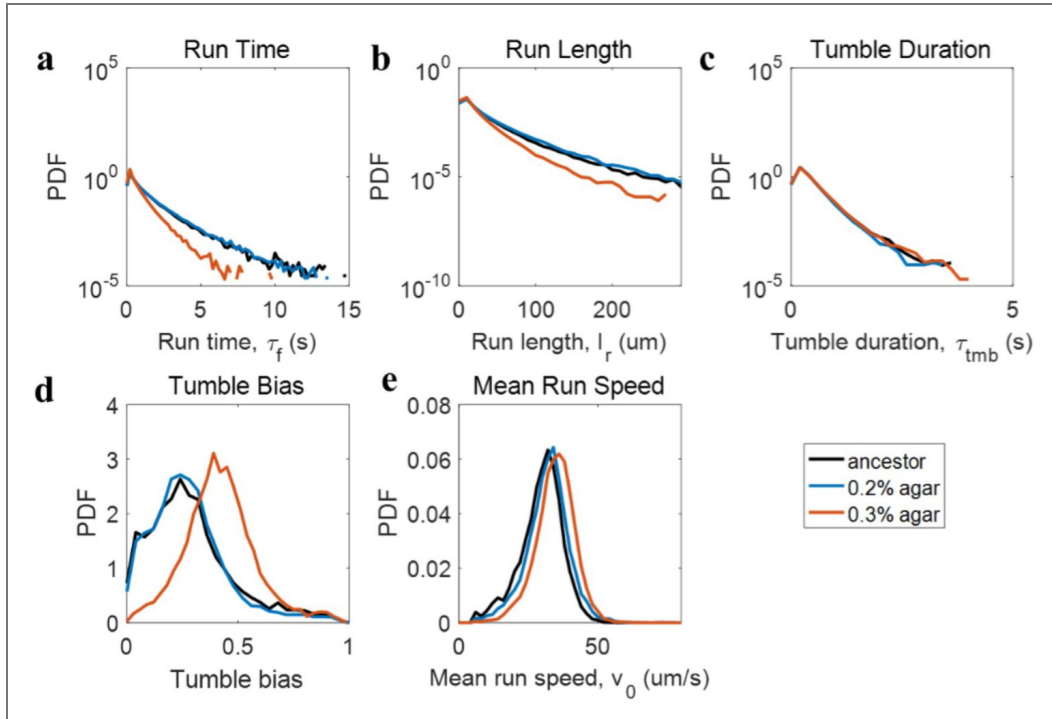 a
Run Time
10^5
10^0
10^-5
PDF
0
5
10
15
Run time, τ_f (s)
b
Run Length
10^0
10^-5
10^-10
PDF
0
100
200
Run length, l_r (um)
c
Tumble Duration
10^5
10^0
10^-5
PDF
0
5
Tumble duration, τ_tmb (s)
d
Tumble Bias
4
3
2
1
0
PDF
0
0.5
1
Tumble bias
e
Mean Run Speed
0.08
0.06
0.04
0.02
0
PDF
0
50
Mean run speed, v_0 (um/s)
ancestor
0.2% agar
0.3% agar